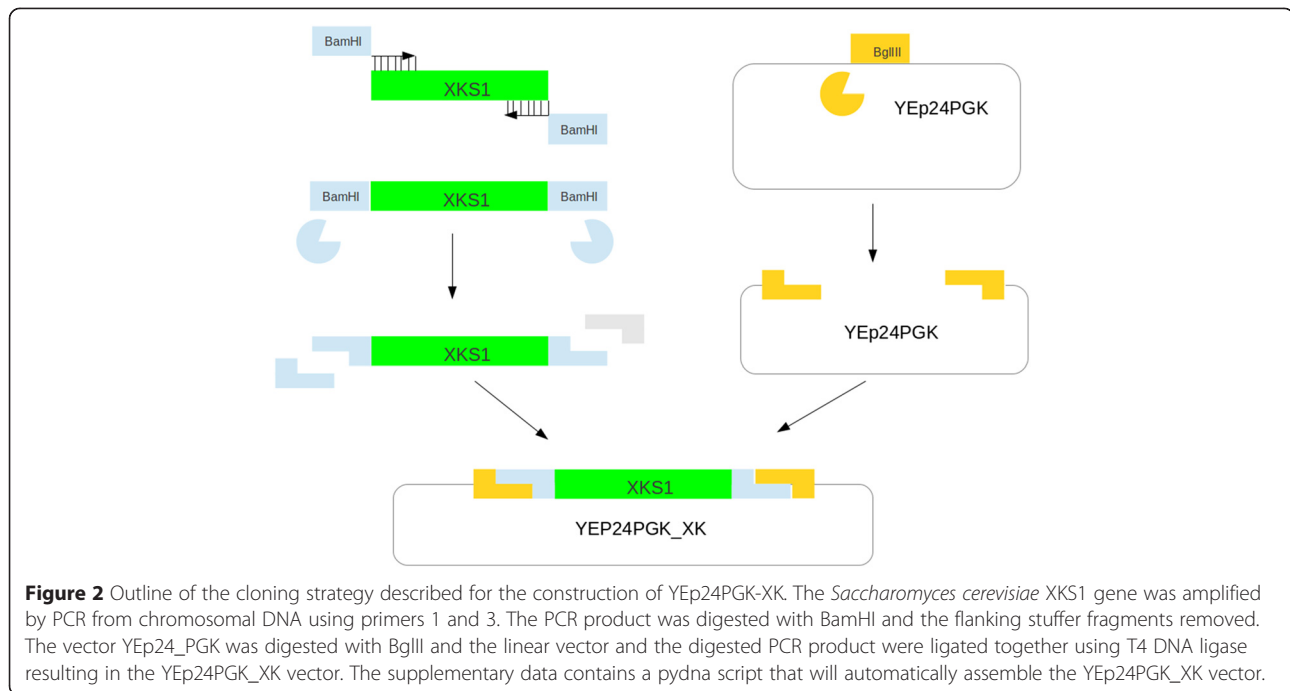 BamHI
XKS1
BamHI
BglIII
YEp24PGK
BamHI
XKS1
BamHI
XKS1
YEp24PGK
XKS1
YEP24PGK_XK
Figure 2 Outline of the cloning strategy described for the construction of YEp24PGK-XK. The Saccharomyces cerevisiae XKS1 gene was amplified
by PCR from chromosomal DNA using primers 1 and 3. The PCR product was digested with BamHI and the flanking stuffer fragments removed.
The vector YEp24_PGK was digested with BglII and the linear vector and the digested PCR product were ligated together using T4 DNA ligase
resulting in the YEp24PGK_XK vector. The supplementary data contains a pydna script that will automatically assemble the YEp24PGK_XK vector.